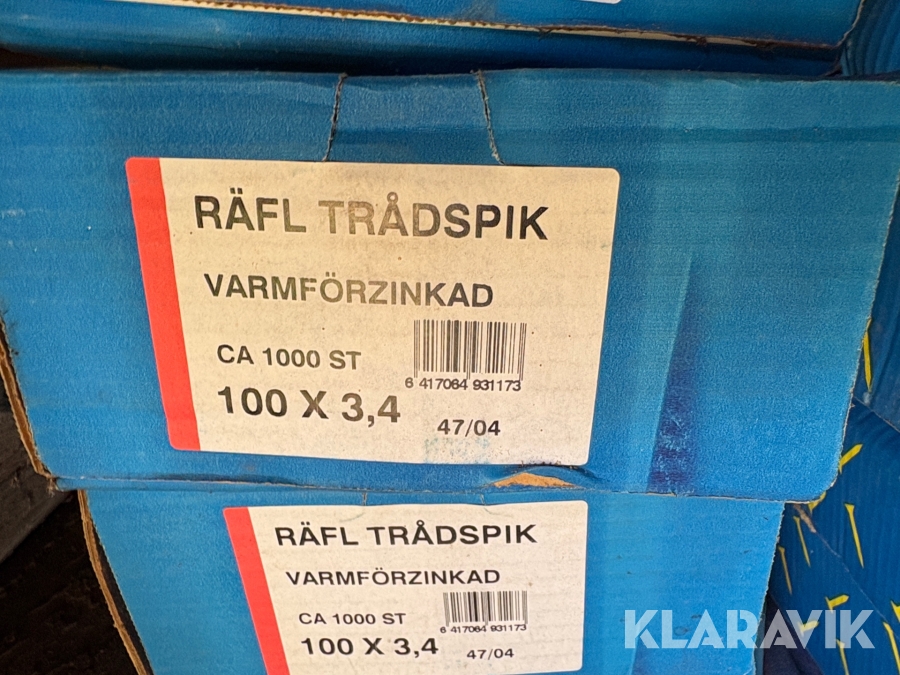 RÄFL TRÅDSPIK
VARMFÖRZINKAD
CA 1000 ST
6 417064 931173
100 X 3,4
47/04
RÄFL TRÅDSPIK
VARMFÖRZINKAD
CA 1000 ST
6 417064 931173
100 X 3,4
47/04
KLARAVIK